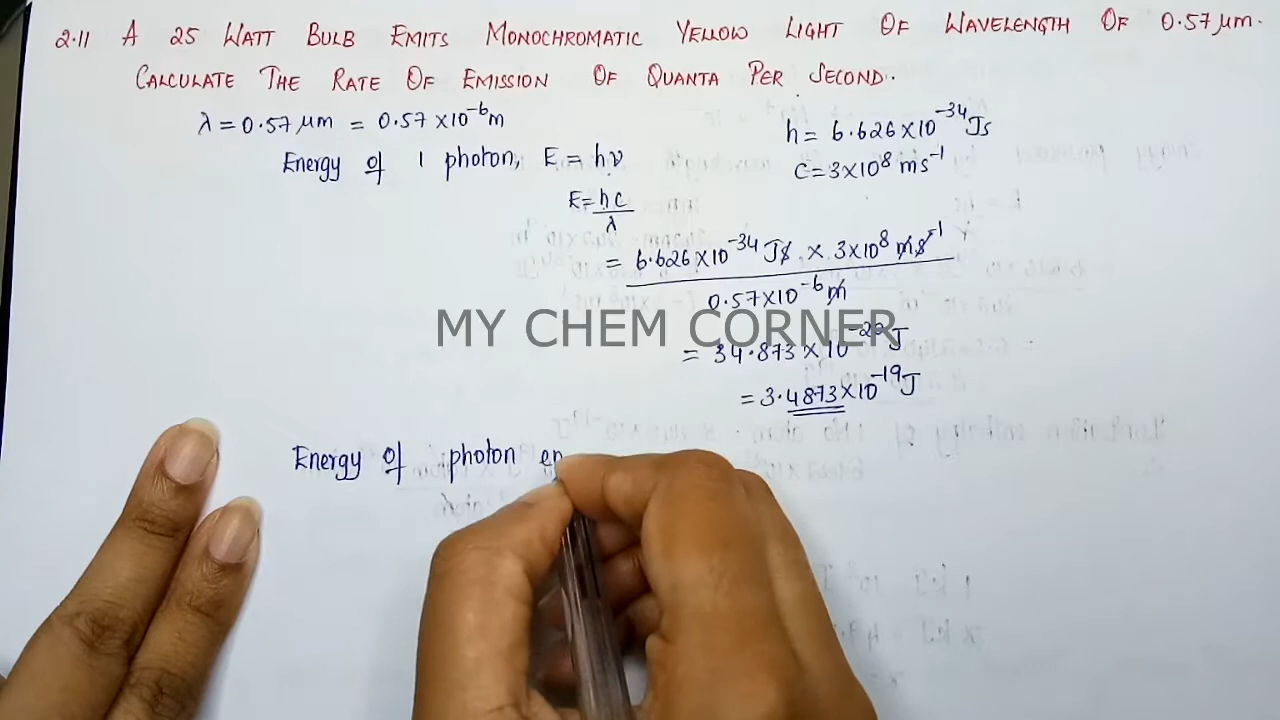 2.11 A 25 WATT BULB EMITS MONOCHROMATIC YELLOW LIGHT OF WAVELENGTH OF 0.57 μm.
CALCULATE THE RATE OF EMISSION OF QUANTA PER SECOND.
λ = 0.57 μm = 0.57 × 10⁻⁶ m
h = 6.626 × 10⁻³⁴ Js
Energy of 1 photon, E = hν
C = 3 × 10⁸ ms⁻¹
E = hc / λ
= 6.626 × 10⁻³⁴ Js × 3 × 10⁸ ms⁻¹
0.57 × 10⁻⁶ m
MY CHEM CORNER
= 34.873 × 10⁻²⁰ J
= 3.4873 × 10⁻¹⁹ J
Energy of photon em